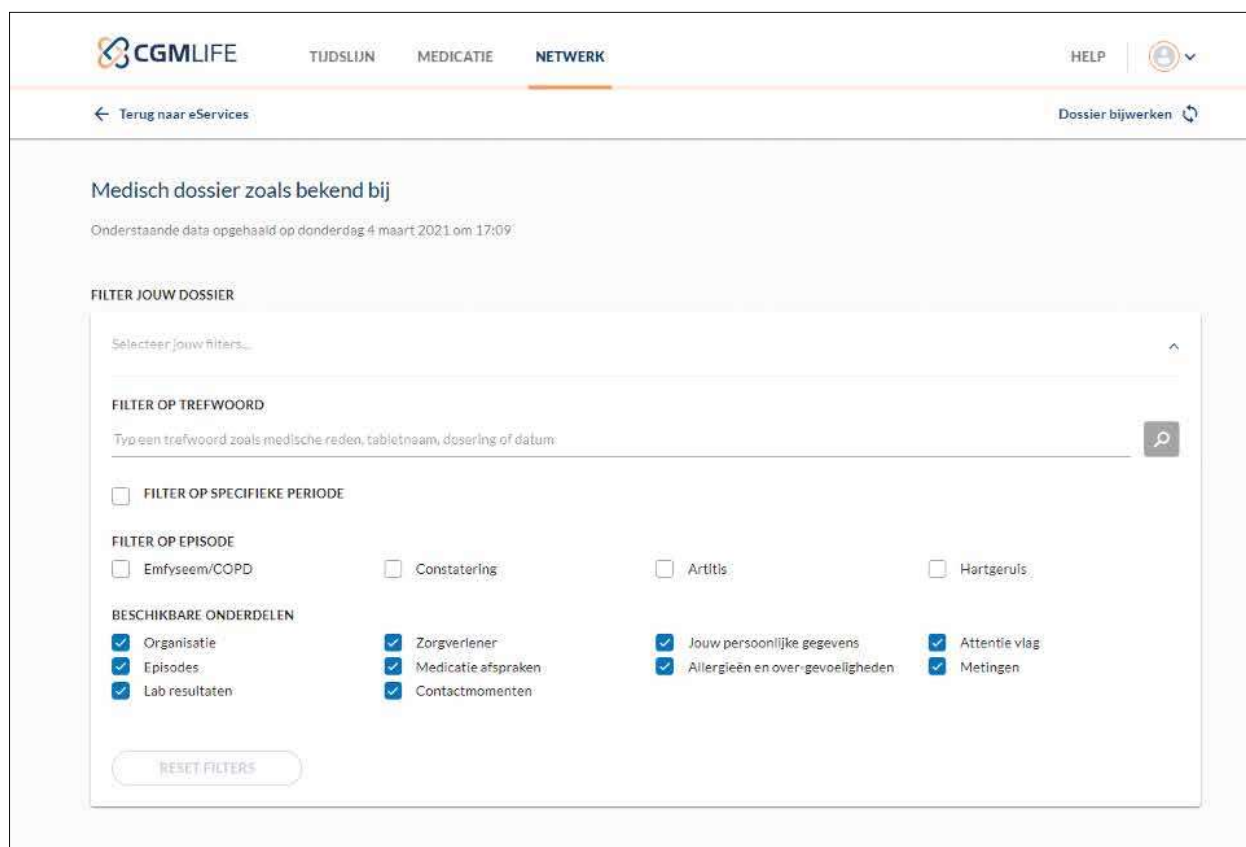 CGMLIFE TIJDSLIJN MEDICATIE NETWERK HELP
Terug naar eServices Dossier bijwerken
Medisch dossier zoals bekend bij
Onderstaande data opgehaald op donderdag 4 maart 2021 om 17:09
FILTER JOUW DOSSIER
Selecteer jouw filters...
FILTER OP TREFWOORD
Typ een trefwoord zoals medische reden, tabletnaam, dosering of datum
FILTER OP SPECIFIEKE PERIODE
FILTER OP EPISODE
Emfyseem/COPD Constatering Artitis Hartgeruis
BESCHIKBARE ONDERDELEN
Organisatie Zorgverlener Jouw persoonlijke gegevens Attentie vlag
Episodes Medicatie afspraken Allergieën en over-gevoeligheden Metingen
Lab resultaten Contactmomenten
RESET FILTERS